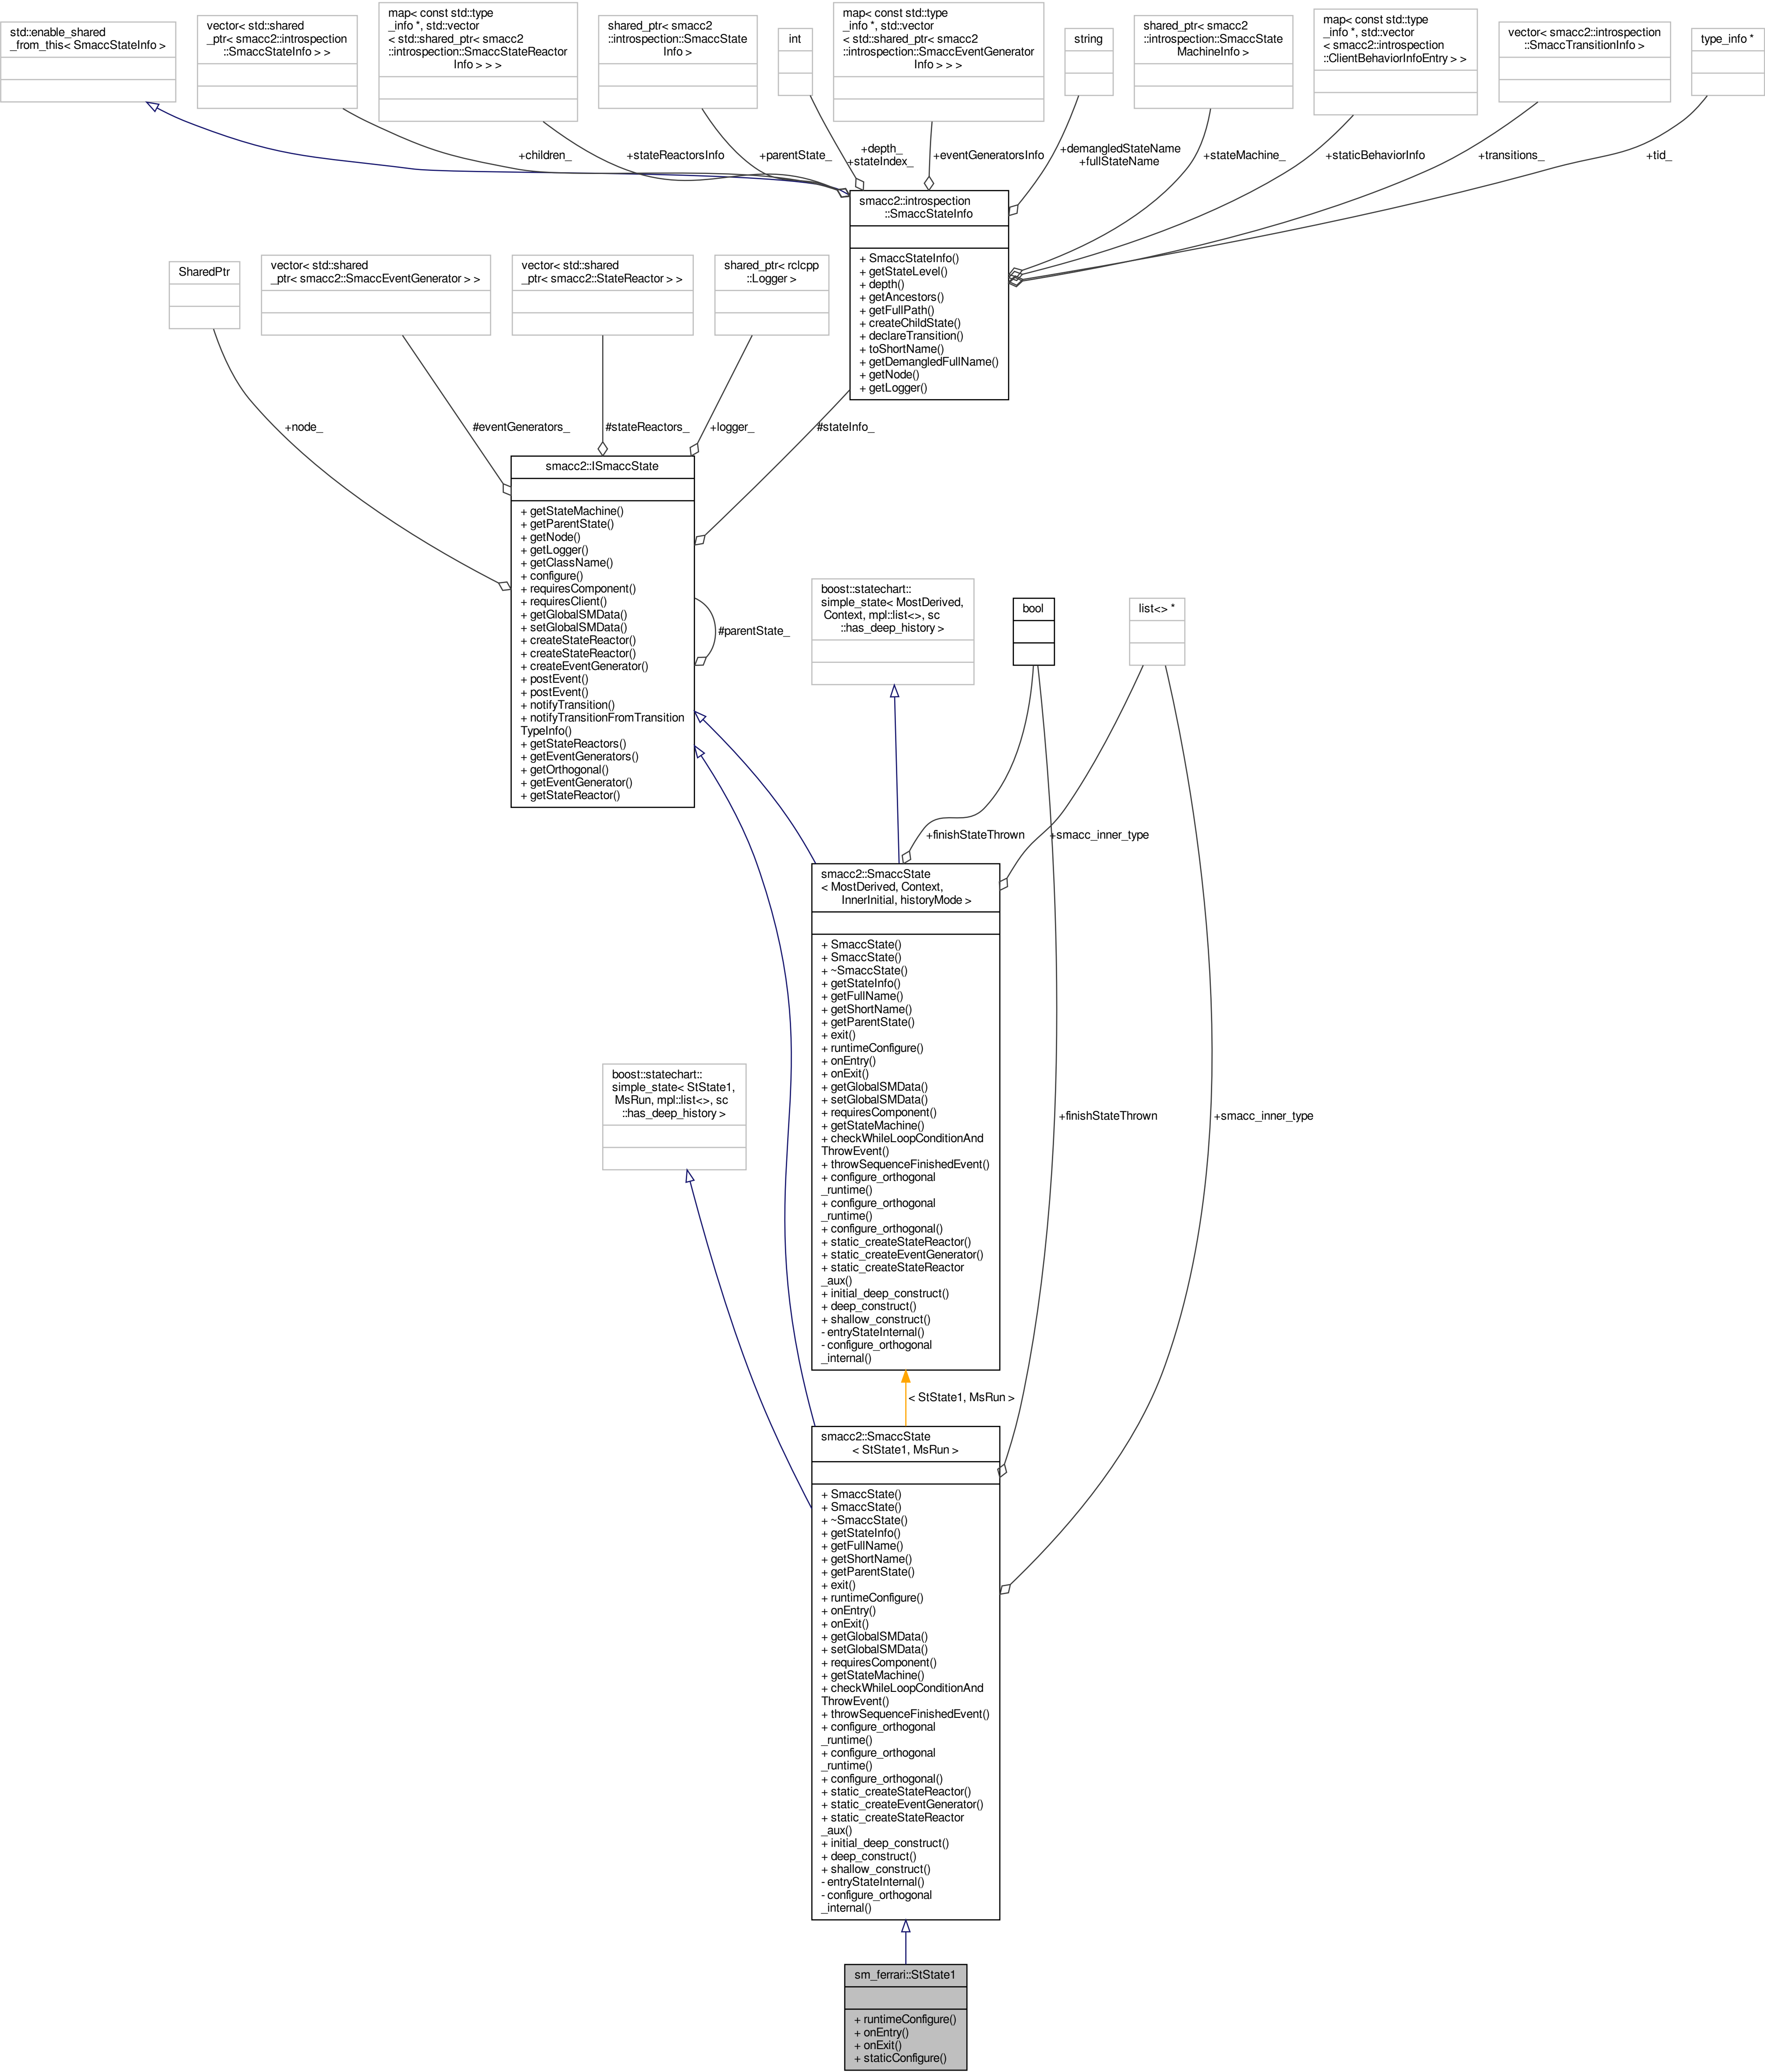 std::enable_shared
_from_this< SmaccStateInfo >
vector< std::shared
_ptr< smacc2::introspection
::SmaccStateInfo > >
map< const std::type
_info *, std::vector
< std::shared_ptr< smacc2
::introspection::SmaccStateReactor
Info > > >
shared_ptr< smacc2
::introspection::SmaccState
Info >
int
map< const std::type
_info *, std::vector
< std::shared_ptr< smacc2
::introspection::SmaccEventGenerator
Info > > >
string
shared_ptr< smacc2
::introspection::SmaccState
MachineInfo >
map< const std::type
_info *, std::vector
< smacc2::introspection
::ClientBehaviorInfoEntry > >
vector< smacc2::introspection
::SmaccTransitionInfo >
type_info *
+children_
+stateReactorsInfo
+parentState_
+depth_
+stateIndex_
+eventGeneratorsInfo
+demangledStateName
+fullStateName
+stateMachine_
+staticBehaviorInfo
+transitions_
+tid_
smacc2::introspection
::SmaccStateInfo
+ SmaccStateInfo()
+ getStateLevel()
+ depth()
+ getAncestors()
+ getFullPath()
+ createChildState()
+ declareTransition()
+ toShortName()
+ getDemangledFullName()
+ getNode()
+ getLogger()
SharedPtr
vector< std::shared
_ptr< smacc2::SmaccEventGenerator > >
vector< std::shared
_ptr< smacc2::StateReactor > >
shared_ptr< rclcpp
::Logger >
+node_
#eventGenerators_
#stateReactors_
+logger_
#stateInfo_
smacc2::ISmaccState
+ getStateMachine()
+ getParentState()
+ getNode()
+ getLogger()
+ getClassName()
+ configure()
+ requiresComponent()
+ requiresClient()
+ getGlobalSMData()
+ setGlobalSMData()
+ createStateReactor()
+ createStateReactor()
+ createEventGenerator()
+ postEvent()
+ postEvent()
+ notifyTransition()
+ notifyTransitionFromTransition
TypeInfo()
+ getStateReactors()
+ getEventGenerators()
+ getOrthogonal()
+ getEventGenerator()
+ getStateReactor()
#parentState_
boost::statechart::
simple_state< MostDerived,
Context, mpl::list<>, sc
::has_deep_history >
bool
list<> *
+finishStateThrown
+smacc_inner_type
smacc2::SmaccState
< MostDerived, Context,
InnerInitial, historyMode >
+ SmaccState()
+ SmaccState()
+ ~SmaccState()
+ getStateInfo()
+ getFullName()
+ getShortName()
+ getParentState()
+ exit()
+ runtimeConfigure()
+ onEntry()
+ onExit()
+ getGlobalSMData()
+ setGlobalSMData()
+ requiresComponent()
+ getStateMachine()
+ checkWhileLoopConditionAnd
ThrowEvent()
+ throwSequenceFinishedEvent()
+ configure_orthogonal
_runtime()
+ configure_orthogonal
_runtime()
+ configure_orthogonal()
+ static_createStateReactor()
+ static_createEventGenerator()
+ static_createStateReactor
_aux()
+ initial_deep_construct()
+ deep_construct()
+ shallow_construct()
- entryStateInternal()
- configure_orthogonal
_internal()
boost::statechart::
simple_state< StState1,
MsRun, mpl::list<>, sc
::has_deep_history >
+finishStateThrown
+smacc_inner_type
< StState1, MsRun >
smacc2::SmaccState
< StState1, MsRun >
+ SmaccState()
+ SmaccState()
+ ~SmaccState()
+ getStateInfo()
+ getFullName()
+ getShortName()
+ getParentState()
+ exit()
+ runtimeConfigure()
+ onEntry()
+ onExit()
+ getGlobalSMData()
+ setGlobalSMData()
+ requiresComponent()
+ getStateMachine()
+ checkWhileLoopConditionAnd
ThrowEvent()
+ throwSequenceFinishedEvent()
+ configure_orthogonal
_runtime()
+ configure_orthogonal
_runtime()
+ configure_orthogonal()
+ static_createStateReactor()
+ static_createEventGenerator()
+ static_createStateReactor
_aux()
+ initial_deep_construct()
+ deep_construct()
+ shallow_construct()
- entryStateInternal()
- configure_orthogonal
_internal()
sm_ferrari::StState1
+ runtimeConfigure()
+ onEntry()
+ onExit()
+ staticConfigure()